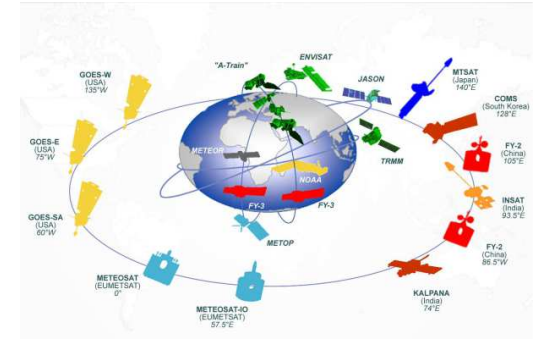 GOES-W
(USA)
135°W
"A-Train"
ENVISAT
JASON
MTSAT
(Japan)
140°E
COMS
(South Korea)
128°E
GOES-E
(USA)
75°W
FY-2
(China)
105°E
METEOR
NOAA
TRMM
INSAT
(India)
93.5°E
FY-3
FY-3
GOES-SA
(USA)
60°W
METOP
FY-2
(China)
86.5°W
METEOSAT
(EUMETSAT)
0°
METEOSAT-IO
(EUMETSAT)
57.5°E
KALPANA
(India)
74°E